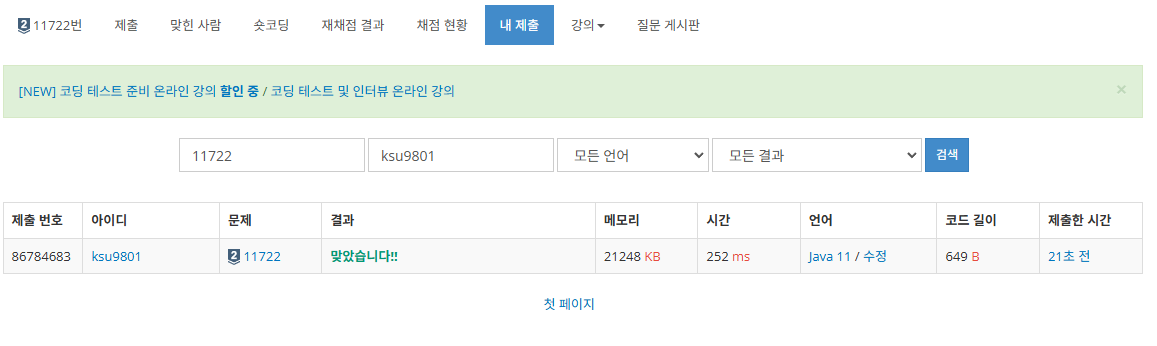 2 11722번 제출 맞힌 사람 숏코딩 재채점 결과 채점 현황 내 제출 강의 질문 게시판
[NEW] 코딩 테스트 준비 온라인 강의 할인 중 / 코딩 테스트 및 인터뷰 온라인 강의 ×
11722 ksu9801 모든 언어 모든 결과 검색
제출 번호 아이디 문제 결과 메모리 시간 언어 코드 길이 제출한 시간
86784683 ksu9801 2 11722 맞았습니다!! 21248 KB 252 ms Java 11 / 수정 649 B 21초 전
첫 페이지